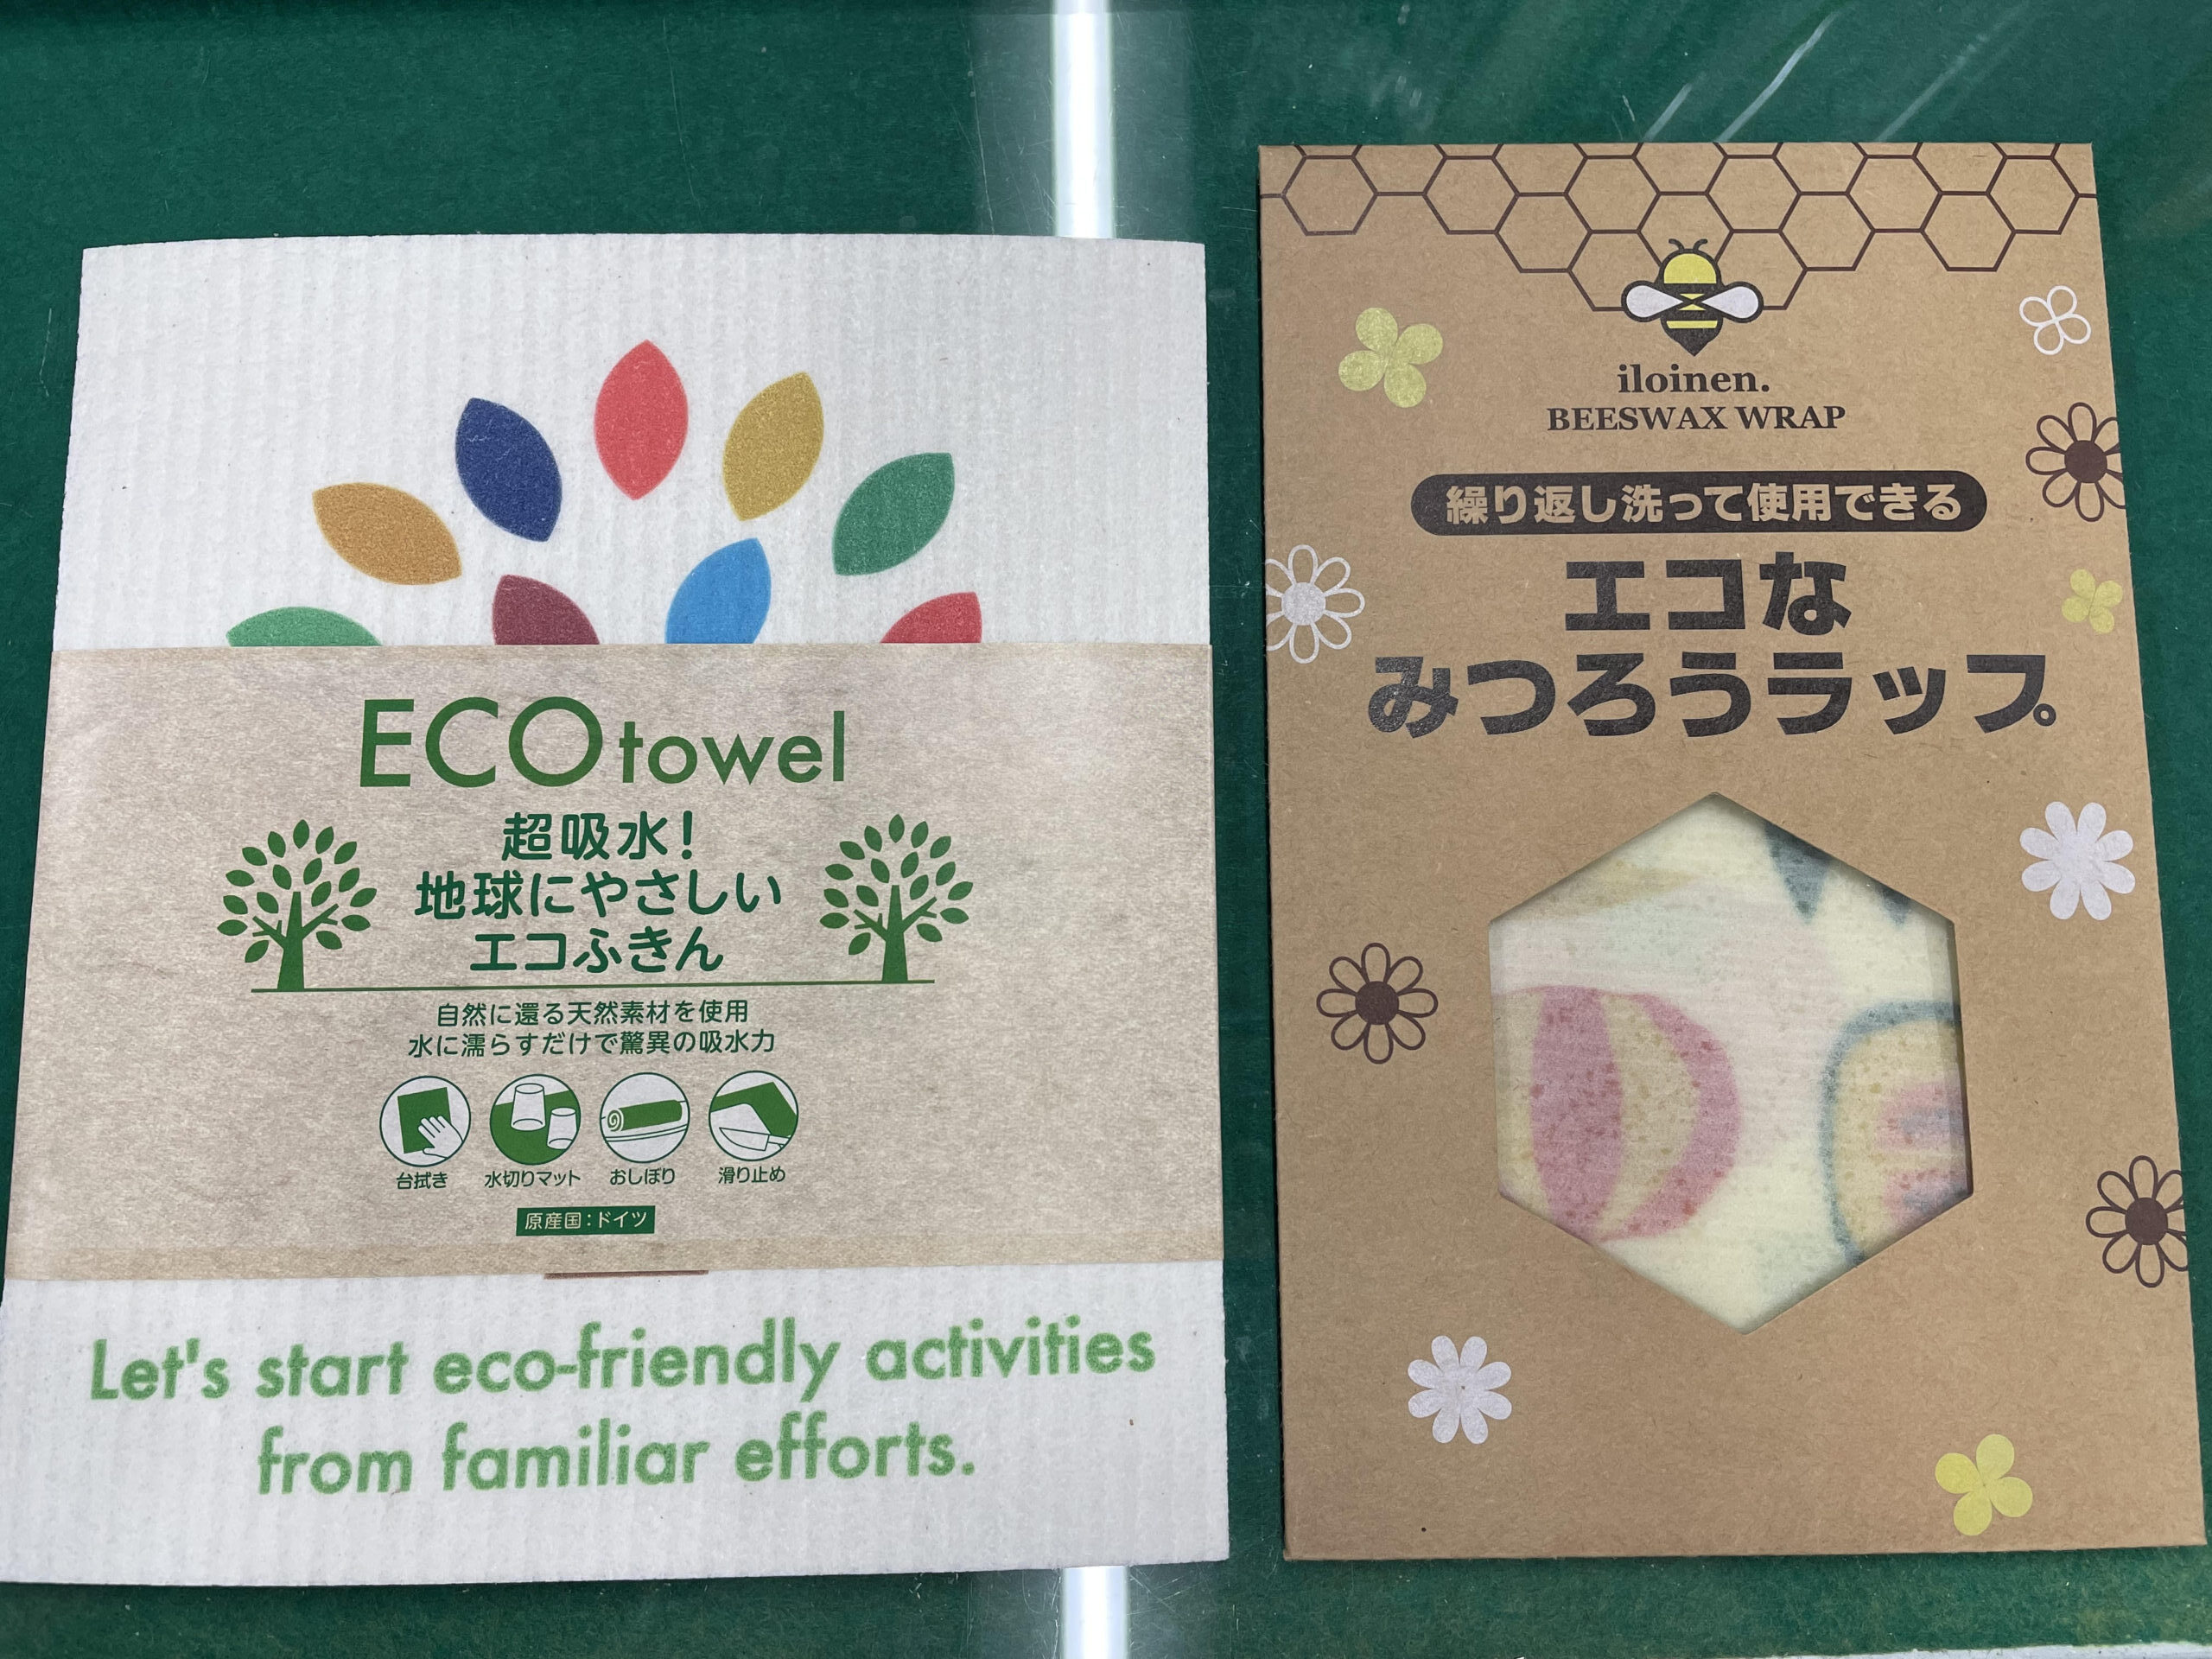 ECO towel
超吸水！
地球にやさしい
エコふきん
自然に還る天然素材を使用
水に濡らすだけで驚異の吸水力
台拭き
水切りマット
おしぼり
滑り止め
原産国：ドイツ
Let's start eco-friendly activities
from familiar efforts.
iloinen.
BEESWAX WRAP
繰り返し洗って使用できる
エコな
みつろうラップ。